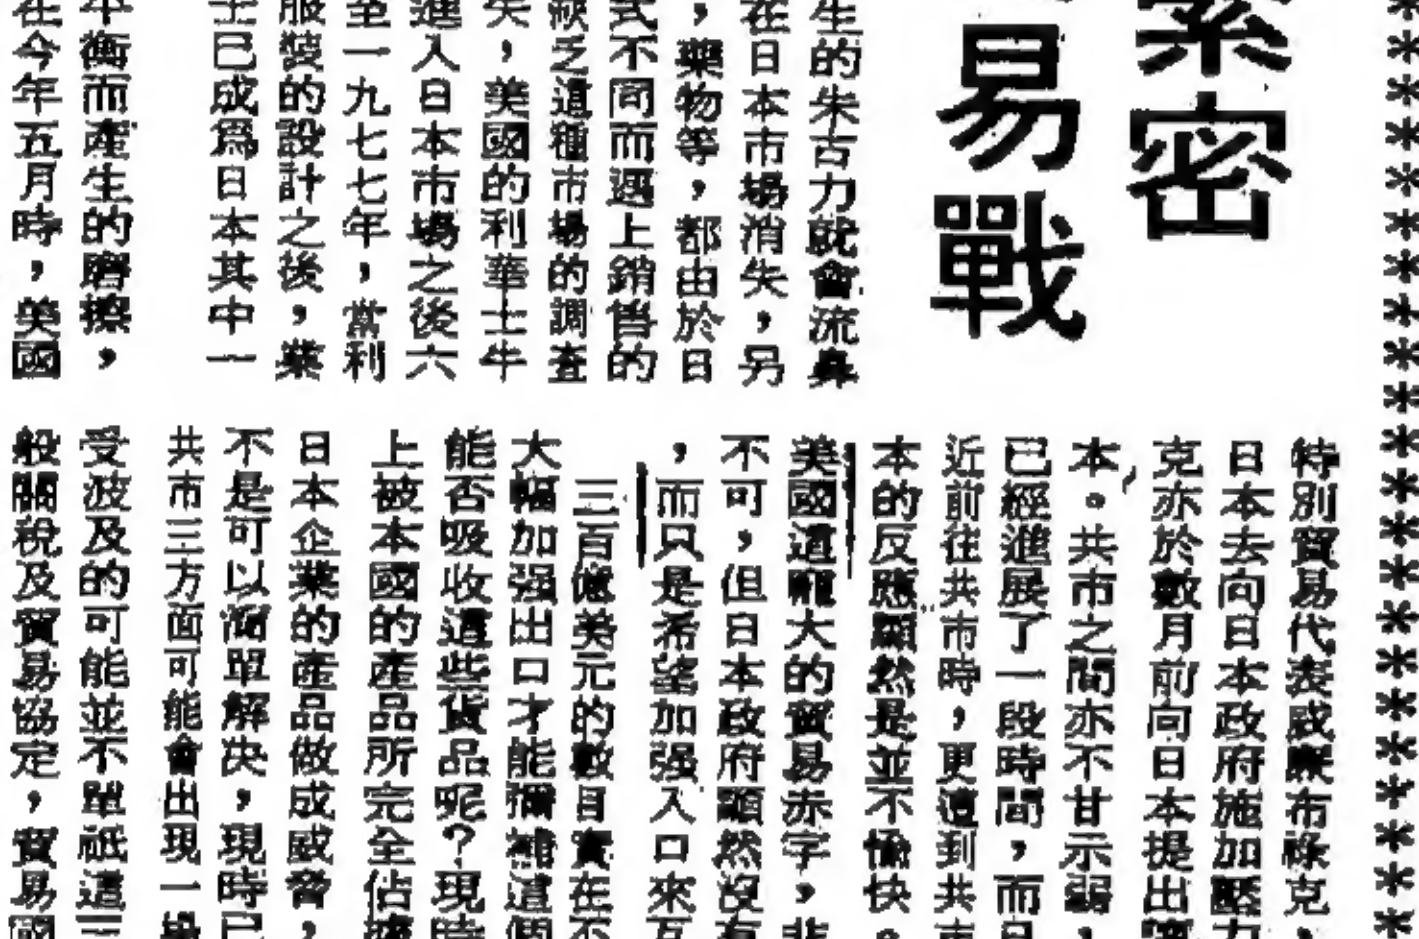 緊密
易戰
生的朱古力就會流鼻
在日本市場消失，另
，藥物等，都由於日
式不同而遇上銷售的
缺乏這種市場的調查
失，美國的利華士牛
進入日本市場之後六
至一九七七年，當利
服裝的設計之後，業
士已成爲日本其中一
平衡而產生的磨擦，
在今年五月時，美國
特別貿易代表威廉布祿克，
日本去向日本政府施加壓力
克亦於數月前向日本提出
本。共市之間亦不甘示弱，
已經進展了一段時間，而日
近前往共市時，更遭到共市
本的反應顯然是並不愉快。
美國這龐大的貿易赤字，非
不可，但日本政府顯然沒有
，而只是希望加强入口來互
三百億美元的數目實在不
大幅加强出口才能彌補這個
能否吸收這些貨品呢？現時
上被本國的產品所完全佔據
日本企業的產品做成威脅，
不是可以簡單解决，現時已
共市三方面可能會出現一場
受波及的可能並不單祗這三
般關稅及貿易協定，貿易國